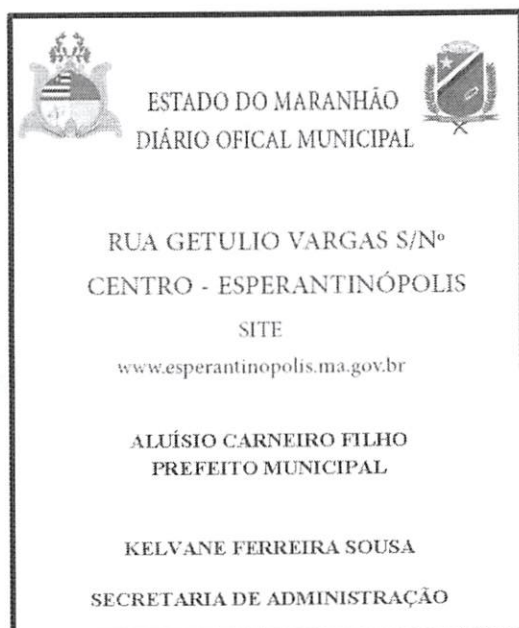 ESTADO DO MARANHÃO
DIÁRIO OFICAL MUNICIPAL
RUA GETULIO VARGAS S/Nº
CENTRO - ESPERANTINÓPOLIS
SITE
www.esperantinopolis.ma.gov.br
ALUÍSIO CARNEIRO FILHO
PREFEITO MUNICIPAL
KELVANE FERREIRA SOUSA
SECRETARIA DE ADMINISTRAÇÃO